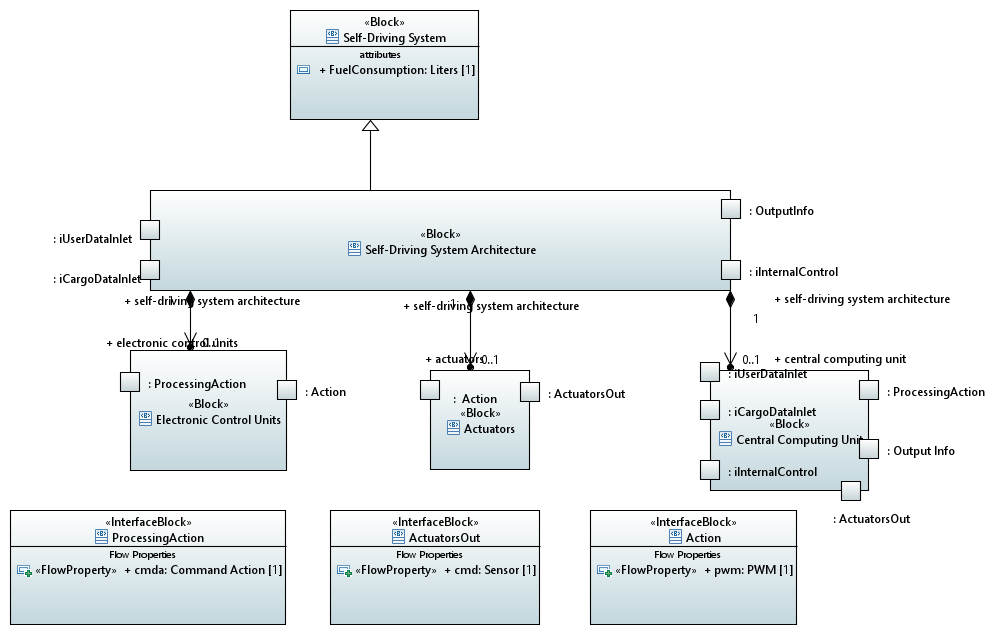 «Block»
Self-Driving System
attributes
+ FuelConsumption: Liters [1]
: OutputInfo
: iUserDataInlet
«Block»
Self-Driving System Architecture
: iCargoDataInlet
: iInternalControl
+ self-driving system architecture
1
+ self-driving system architecture
1
+ self-driving system architecture
1
+ electronic control units
0..1
+ actuators
0..1
0..1
+ central computing unit
: iUserDataInlet
: ProcessingAction
: Action
«Block»
Electronic Control Units
: Action
«Block»
Actuators
: ActuatorsOut
: ProcessingAction
: iCargoDataInlet
«Block»
Central Computing Unit
: Output Info
: iInternalControl
: ActuatorsOut
«InterfaceBlock»
ProcessingAction
Flow Properties
«FlowProperty» + cmda: Command Action [1]
«InterfaceBlock»
ActuatorsOut
Flow Properties
«FlowProperty» + cmd: Sensor [1]
«InterfaceBlock»
Action
Flow Properties
«FlowProperty» + pwm: PWM [1]